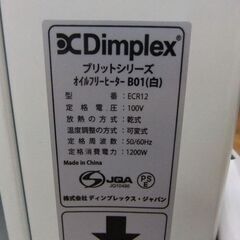 Dimplex®
ブリットシリーズ
オイルフリーヒーター B01(白)
型番:ECR12
定格電圧:100V
放熱の方式:乾式
温度調整の方式:可変式
定格周波数:50/60Hz
定格消費電力:1200W
Made in China
JQA
JQ10486
PSE
株式会社ディンプレックス・ジャパン